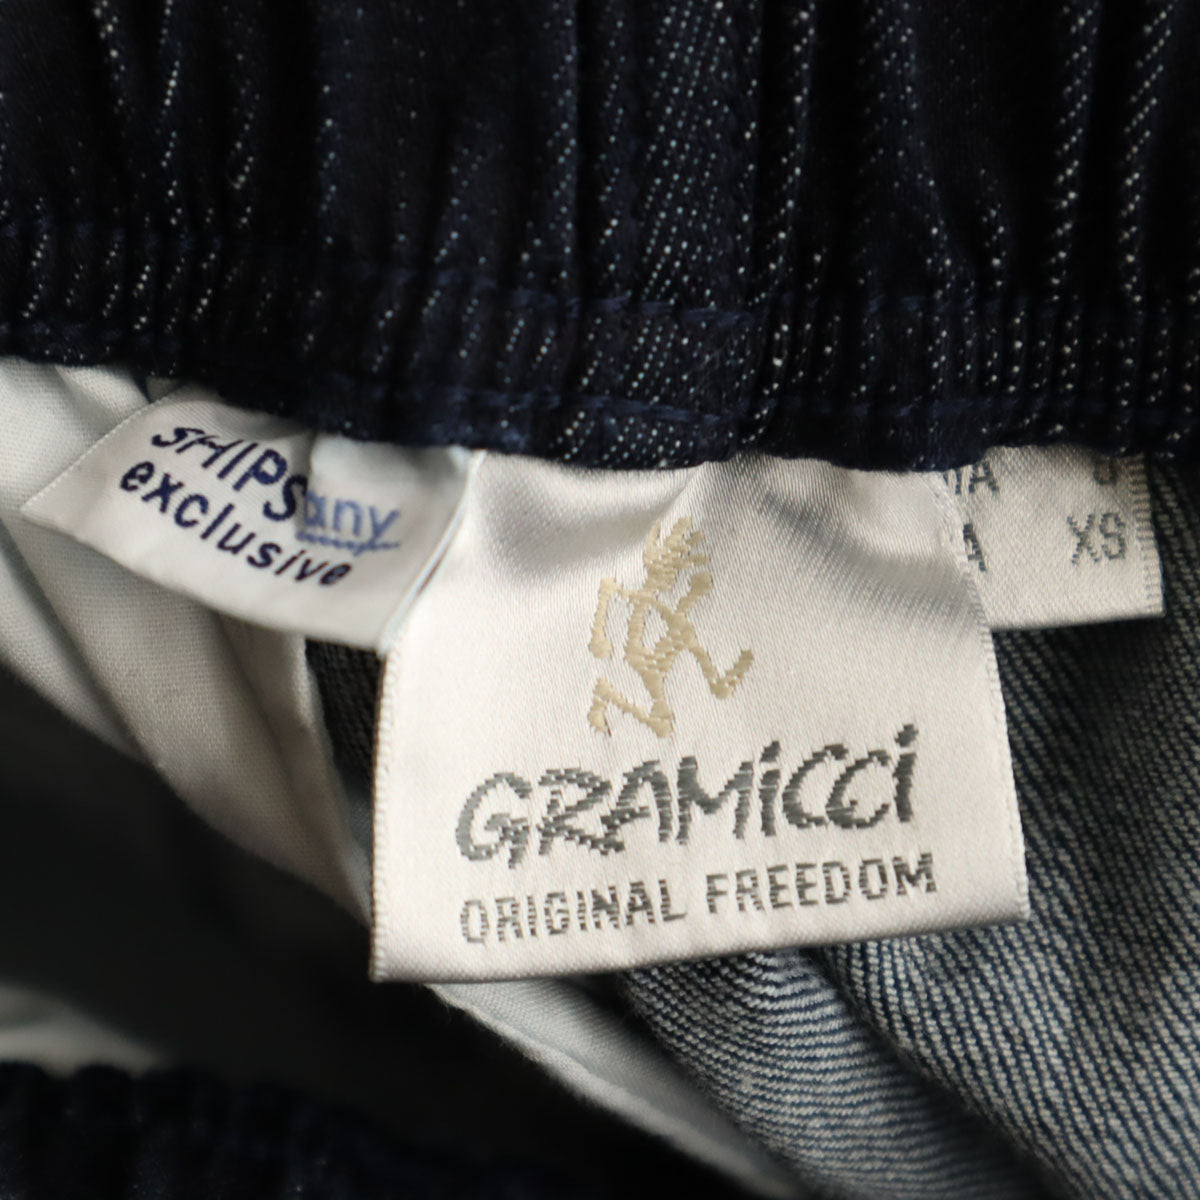 SHIPS any
exclusive
XS
GRAMiCCi
ORIGINAL FREEDOM